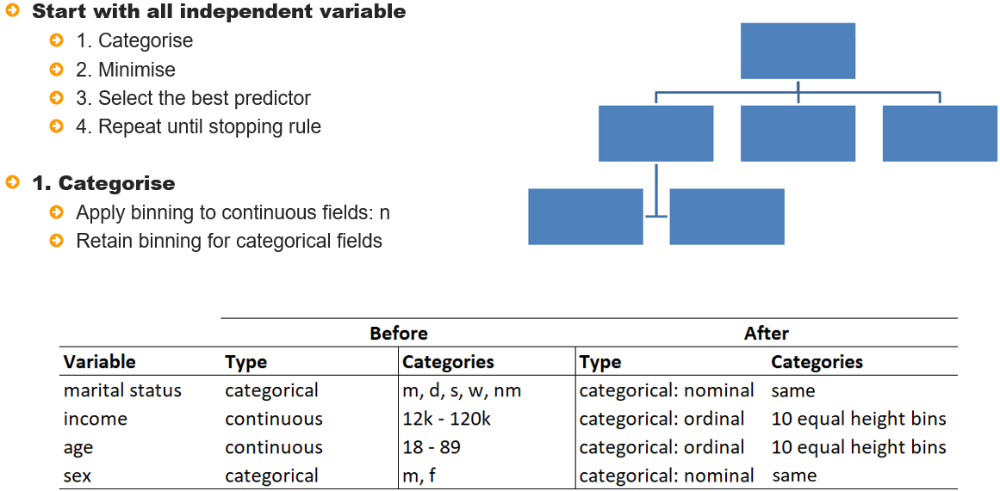 Start with all independent variable
1. Categorise
2. Minimise
3. Select the best predictor
4. Repeat until stopping rule
1. Categorise
Apply binning to continuous fields: n
Retain binning for categorical fields
Before After
Variable Type Categories Type Categories
marital status categorical m, d, s, w, nm categorical: nominal same
income continuous 12k - 120k categorical: ordinal 10 equal height bins
age continuous 18 - 89 categorical: ordinal 10 equal height bins
sex categorical m, f categorical: nominal same